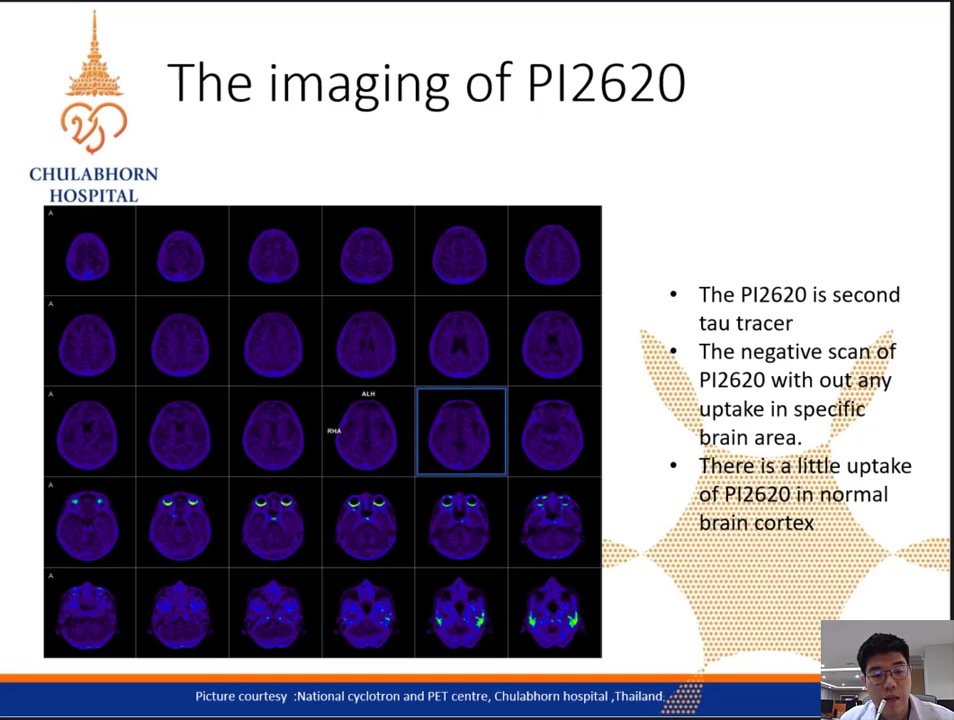 The imaging of PI2620
CHULABHORN
HOSPITAL
A
A
A
ALH
RHA
A
A
• The PI2620 is second
tau tracer
• The negative scan of
PI2620 with out any
uptake in specific
brain area.
• There is a little uptake
of PI2620 in normal
brain cortex
Picture courtesy :National cyclotron and PET centre, Chulabhorn hospital ,Thailand